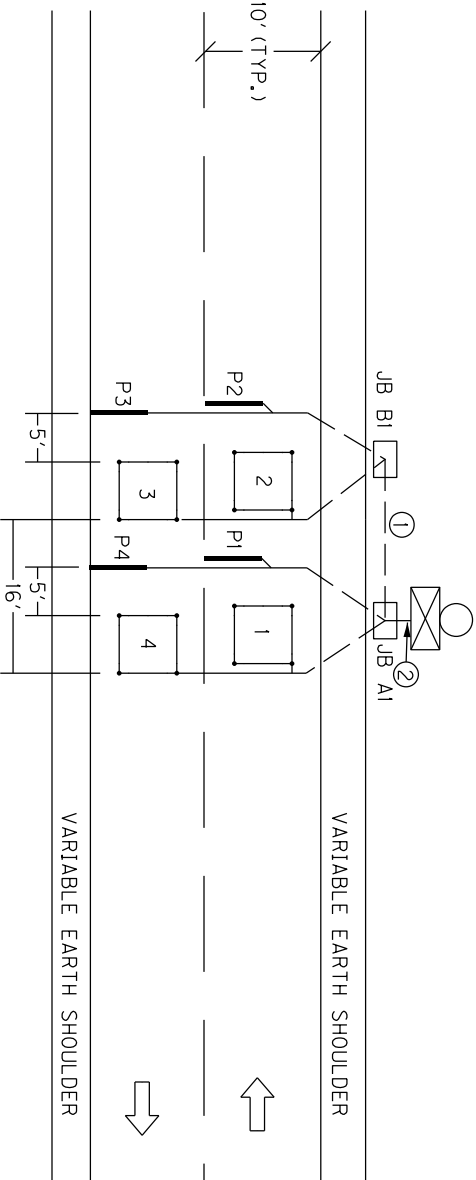 10' (TYP.)
JB B1
1
JB A1
2
P2
P3
2
3
P1
P4
1
4
5'
5'
16'
VARIABLE EARTH SHOULDER
VARIABLE EARTH SHOULDER